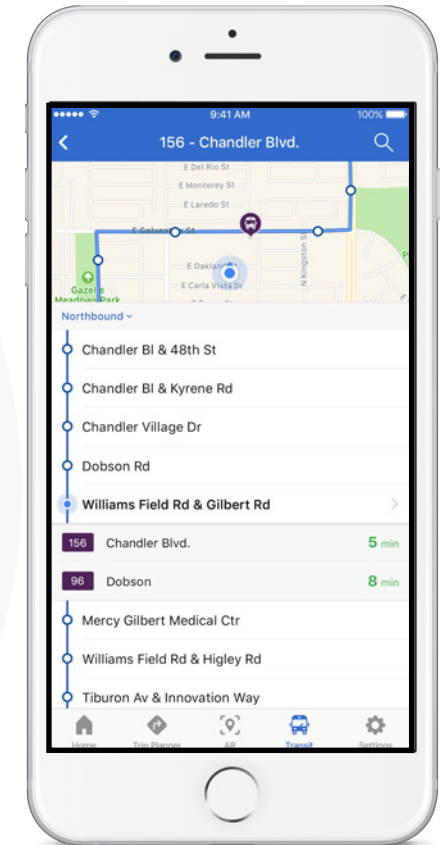 9:41 AM
100%
156 - Chandler Blvd.
E Del Rio St
E Monterey St
E Laredo St
E Galveston St
N Kingston St
E Oakland St
E Carla Vista Dr
Gazelle
Meadows Park
Northbound
Chandler Bl & 48th St
Chandler Bl & Kyrene Rd
Chandler Village Dr
Dobson Rd
Williams Field Rd & Gilbert Rd
156 Chandler Blvd. 5 min
96 Dobson 8 min
Mercy Gilbert Medical Ctr
Williams Field Rd & Higley Rd
Tiburon Av & Innovation Way
Home Trip Planner AR Transit Settings